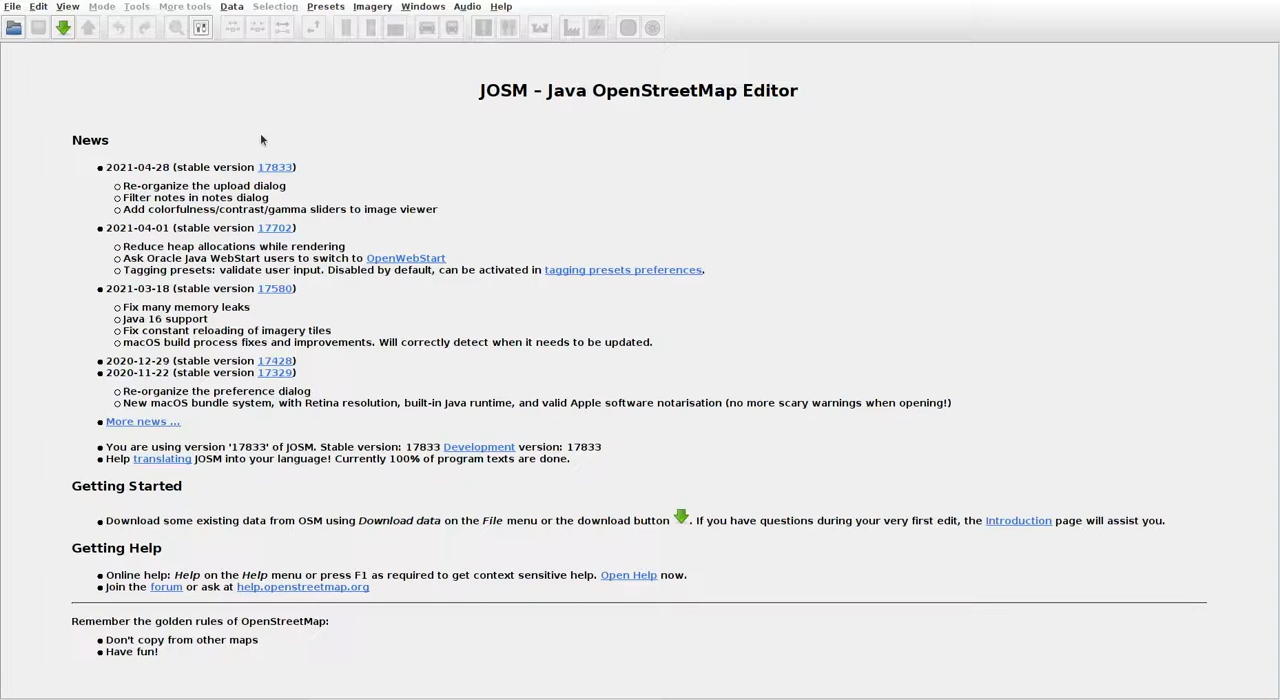 File Edit View Mode Tools More tools Data Selection Presets Imagery Windows Audio Help
JOSM – Java OpenStreetMap Editor
News
2021-04-28 (stable version 17833)
Re-organize the upload dialog
Filter notes in notes dialog
Add colorfulness/contrast/gamma sliders to image viewer
2021-04-01 (stable version 17702)
Reduce heap allocations while rendering
Ask Oracle Java WebStart users to switch to OpenWebStart
Tagging presets: validate user input. Disabled by default, can be activated in tagging presets preferences.
2021-03-18 (stable version 17580)
Fix many memory leaks
Java 16 support
Fix constant reloading of imagery tiles
macOS build process fixes and improvements. Will correctly detect when it needs to be updated.
2020-12-29 (stable version 17428)
2020-11-22 (stable version 17329)
Re-organize the preference dialog
New macOS bundle system, with Retina resolution, built-in Java runtime, and valid Apple software notarisation (no more scary warnings when opening!)
More news ...
You are using version '17833' of JOSM. Stable version: 17833 Development version: 17833
Help translating JOSM into your language! Currently 100% of program texts are done.
Getting Started
Download some existing data from OSM using Download data on the File menu or the download button . If you have questions during your very first edit, the Introduction page will assist you.
Getting Help
Online help: Help on the Help menu or press F1 as required to get context sensitive help. Open Help now.
Join the forum or ask at help.openstreetmap.org
Remember the golden rules of OpenStreetMap:
Don't copy from other maps
Have fun!